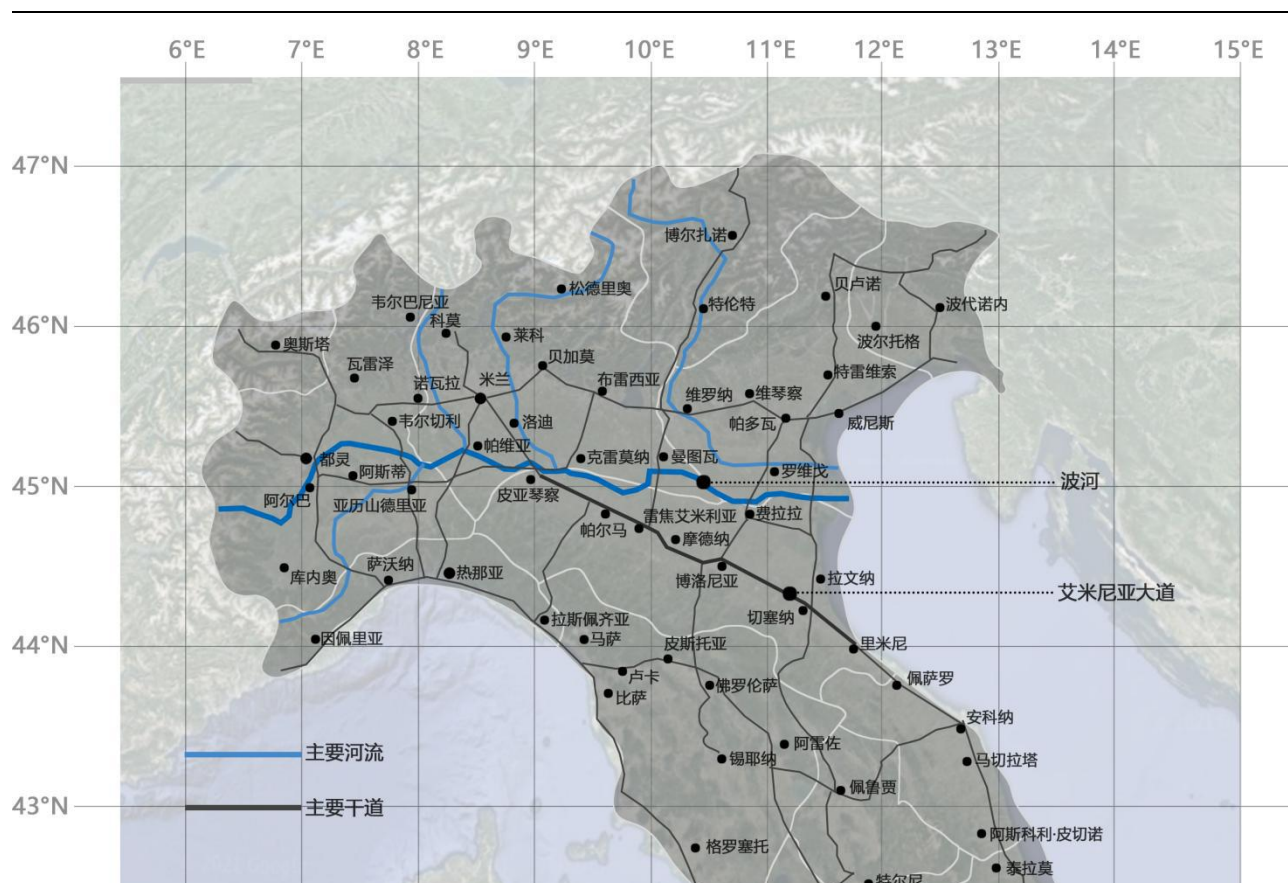 6°E
7°E
8°E
9°E
10°E
11°E
12°E
13°E
14°E
15°E
47°N
博尔扎诺
松德里奥
贝卢诺
韦尔巴尼亚
特伦特
波代诺内
46°N
科莫
莱科
波尔托格
奥斯塔
瓦雷泽
贝加莫
诺瓦拉
米兰
布雷西亚
特雷维索
维罗纳
维琴察
韦尔切利
洛迪
帕多瓦
威尼斯
帕维亚
都灵
克雷莫纳
曼图瓦
阿斯蒂
罗维戈
45°N
波河
阿尔巴
亚历山德里亚
皮亚琴察
雷焦艾米利亚
费拉拉
帕尔马
摩德纳
萨沃纳
库内奥
热那亚
博洛尼亚
拉文纳
艾米尼亚大道
拉斯佩齐亚
切塞纳
44°N
因佩里亚
马萨
皮斯托亚
里米尼
卢卡
佛罗伦萨
佩萨罗
比萨
安科纳
主要河流
锡耶纳
阿雷佐
马切拉塔
43°N
主要干道
佩鲁贾
格罗塞托
阿斯科利·皮切诺
泰拉莫
特尔尼